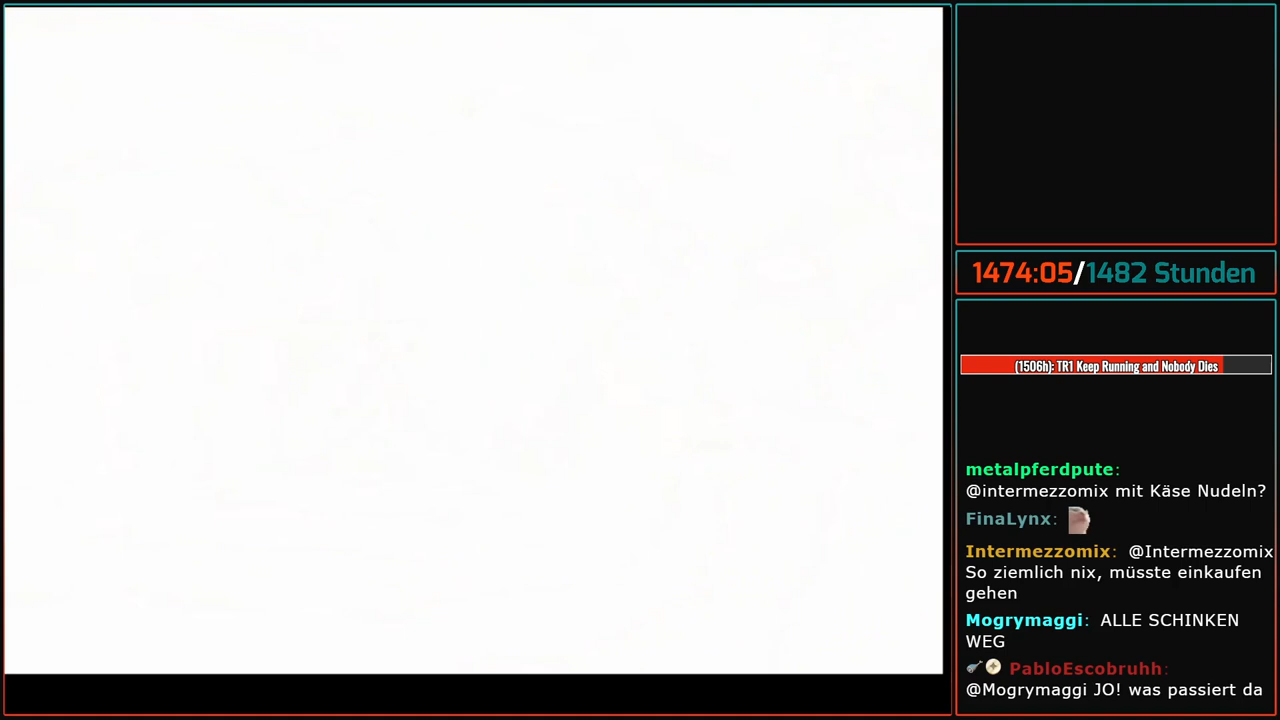 1474:05/1482 Stunden
(1506h): TR1 Keep Running and Nobody Dies
metalpferdpute:
@intermezzomix mit Käse Nudeln?
FinaLynx:
Intermezzomix: @Intermezzomix
So ziemlich nix, müsste einkaufen
gehen
Mogrymaggi: ALLE SCHINKEN
WEG
PabloEscobruhh:
@Mogrymaggi JO! was passiert da